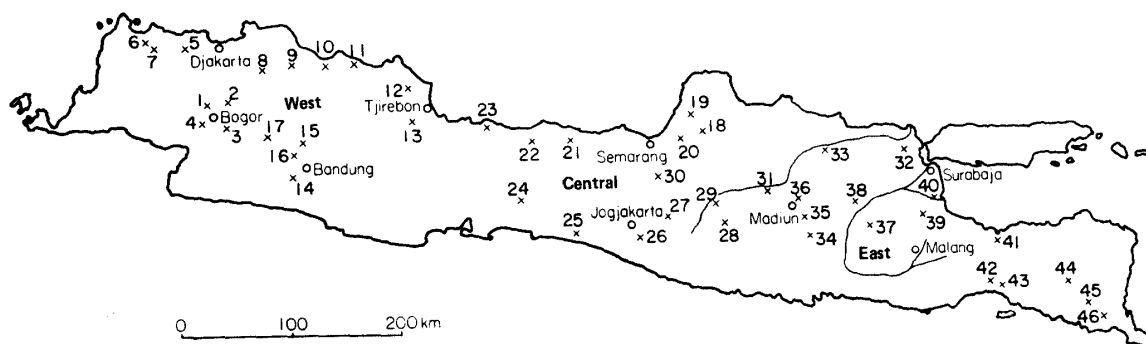 6 5 10 11
7 Djakarta 8 9
12 19
1 2 West Tjirebon 23 18
4 Bogor 17 15 13 22 21 Semarang 20 33 32
3
16 Bandung 30 Surabaja
14 24 Central 29 31 36 38 40
25 Jogjakarta 27 Madiun 35 37 39
26 28 34 East Malang 41
42 43 44 45
46
0 100 200 km